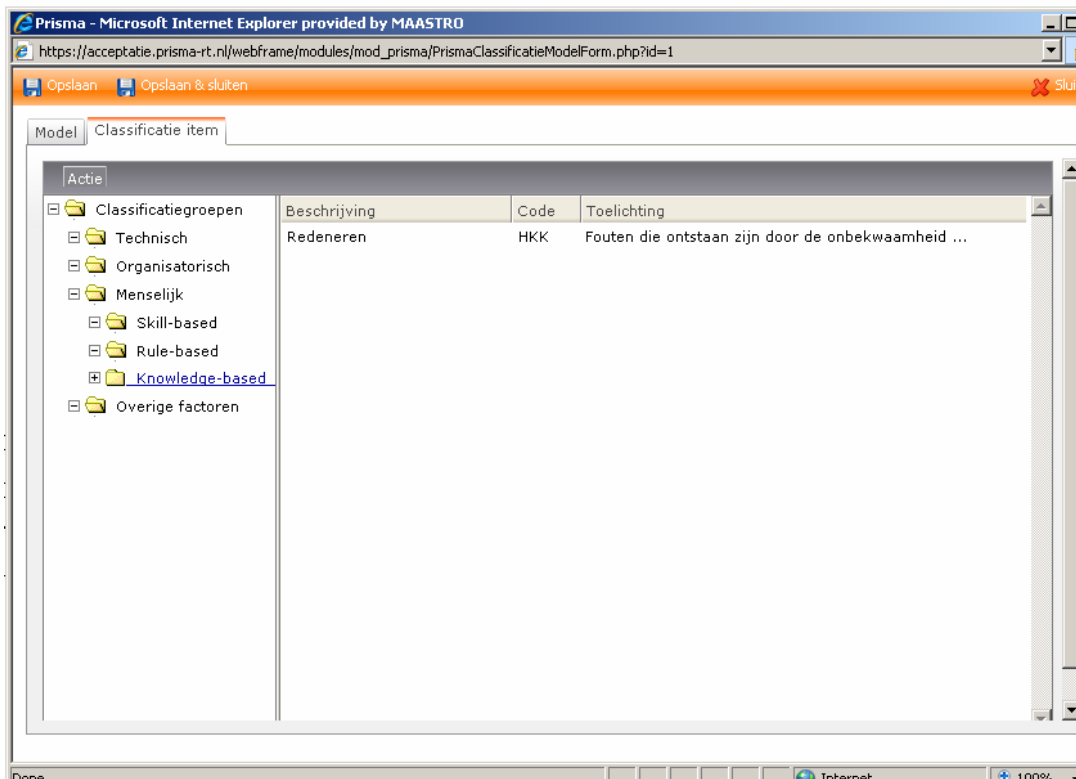 Prisma - Microsoft Internet Explorer provided by MAASTRO
https://acceptatie.prisma-rt.nl/webframe/modules/mod_prisma/PrismaClassificatieModelForm.php?id=1
Opslaan Opslaan & sluiten Slui
Model Classificatie item
Actie
Classificatiegroepen Beschrijving Code Toelichting
Technisch Redeneren HKK Fouten die ontstaan zijn door de onbekwaamheid ...
Organisatorisch
Menselijk
Skill-based
Rule-based
Knowledge-based
Overige factoren
Done Internet 100%